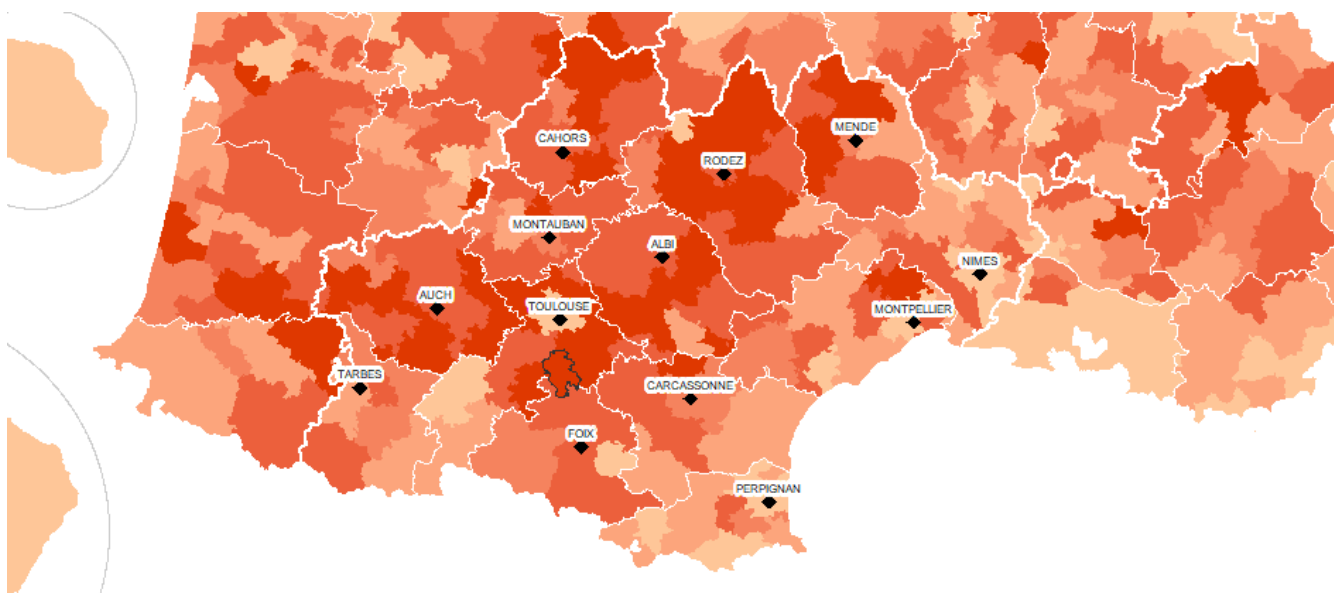 MENDE
CAHORS
RODEZ
MONTAUBAN
ALBI
NIMES
AUCH
TOULOUSE
MONTPELLIER
TARBES
CARCASSONNE
FOIX
PERPIGNAN